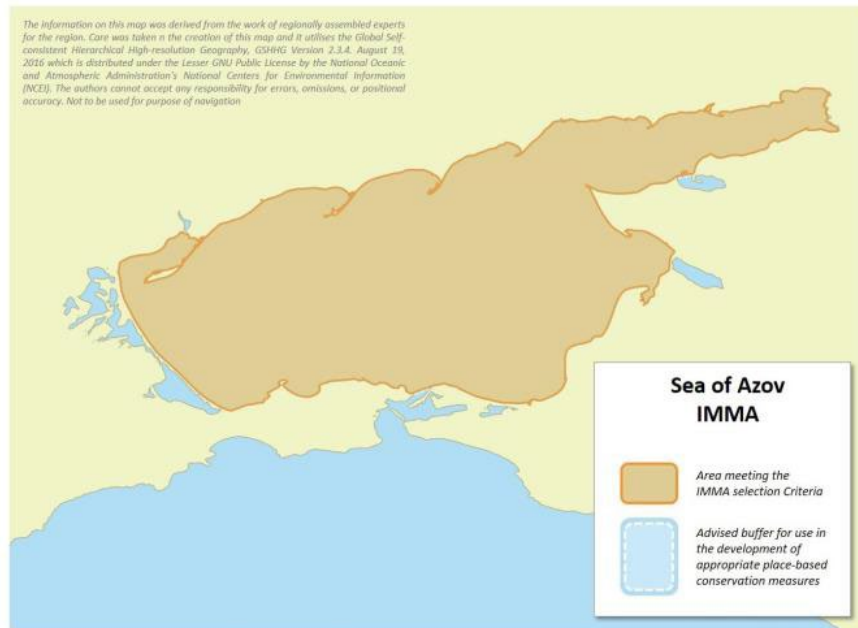 The information on this map was derived from the work of regionally assembled experts
for the region. Care was taken n the creation of this map and it utilises the Global Self-
consistent Hierarchical High-resolution Geography, GSHHG Version 2.3.4. August 19,
2016 which is distributed under the Lesser GNU Public License by the National Oceanic
and Atmospheric Administration's National Centers for Environmental Information
(NCEI). The authors cannot accept any responsibility for errors, omissions, or positional
accuracy. Not to be used for purpose of navigation
Sea of Azov
IMMA
Area meeting the
IMMA selection Criteria
Advised buffer for use in
the development of
appropriate place-based
conservation measures